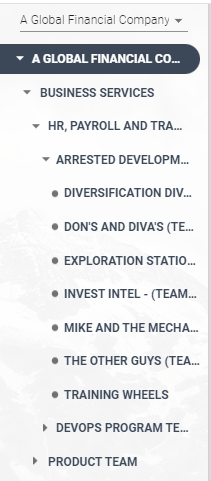 A Global Financial Company
A GLOBAL FINANCIAL CO...
BUSINESS SERVICES
HR, PAYROLL AND TRA...
ARRESTED DEVELOPM...
DIVERSIFICATION DIV...
DON'S AND DIVA'S (TE...
EXPLORATION STATIO...
INVEST INTEL - (TEAM...
MIKE AND THE MECHA...
THE OTHER GUYS (TEA...
TRAINING WHEELS
DEVOPS PROGRAM TE...
PRODUCT TEAM